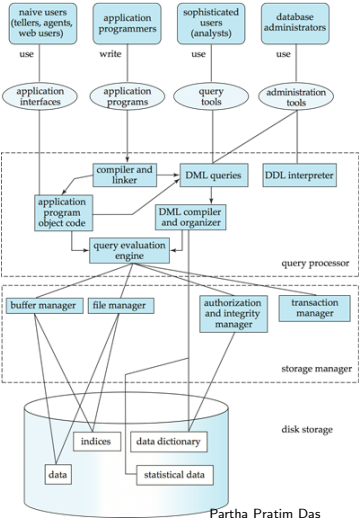 naive users
(tellers, agents,
web users)
application
programmers
sophisticated
users
(analysts)
database
administrators
use
write
use
use
application
interfaces
application
programs
query
tools
administration
tools
compiler and
linker
DML queries
DDL interpreter
application
program
object code
DML compiler
and organizer
query evaluation
engine
query processor
buffer manager
file manager
authorization
and integrity
manager
transaction
manager
storage manager
disk storage
indices
data dictionary
data
statistical data
Partha Pratim Das